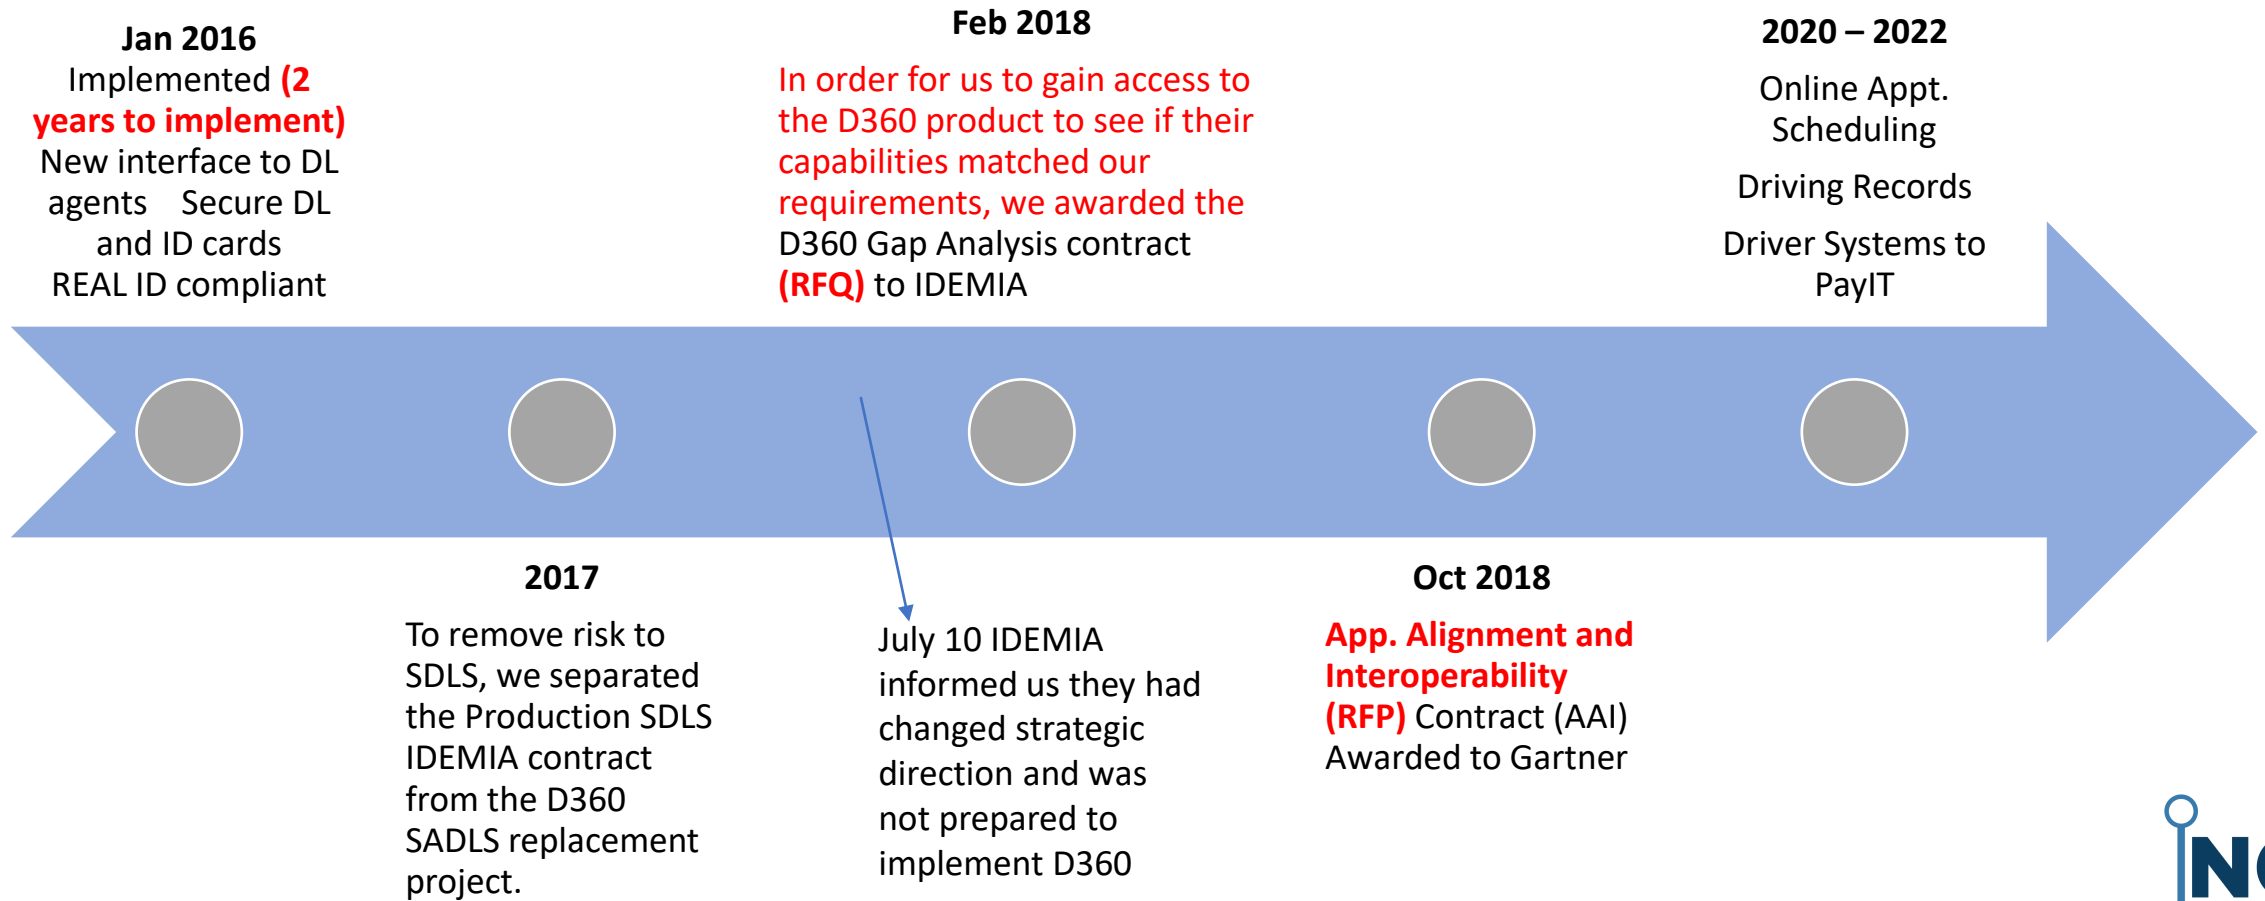 Jan 2016
Implemented (2
years to implement)
New interface to DL
agents    Secure DL
and ID cards
REAL ID compliant
2017
To remove risk to
SDLS, we separated
the Production SDLS
IDEMIA contract
from the D360
SADLS replacement
project.
Feb 2018
In order for us to gain access to
the D360 product to see if their
capabilities matched our
requirements, we awarded the
D360 Gap Analysis contract
(RFQ) to IDEMIA
July 10 IDEMIA
informed us they had
changed strategic
direction and was
not prepared to
implement D360
Oct 2018
App. Alignment and
Interoperability
(RFP) Contract (AAI)
Awarded to Gartner
2020 – 2022
Online Appt.
Scheduling
Driving Records
Driver Systems to
PayIT